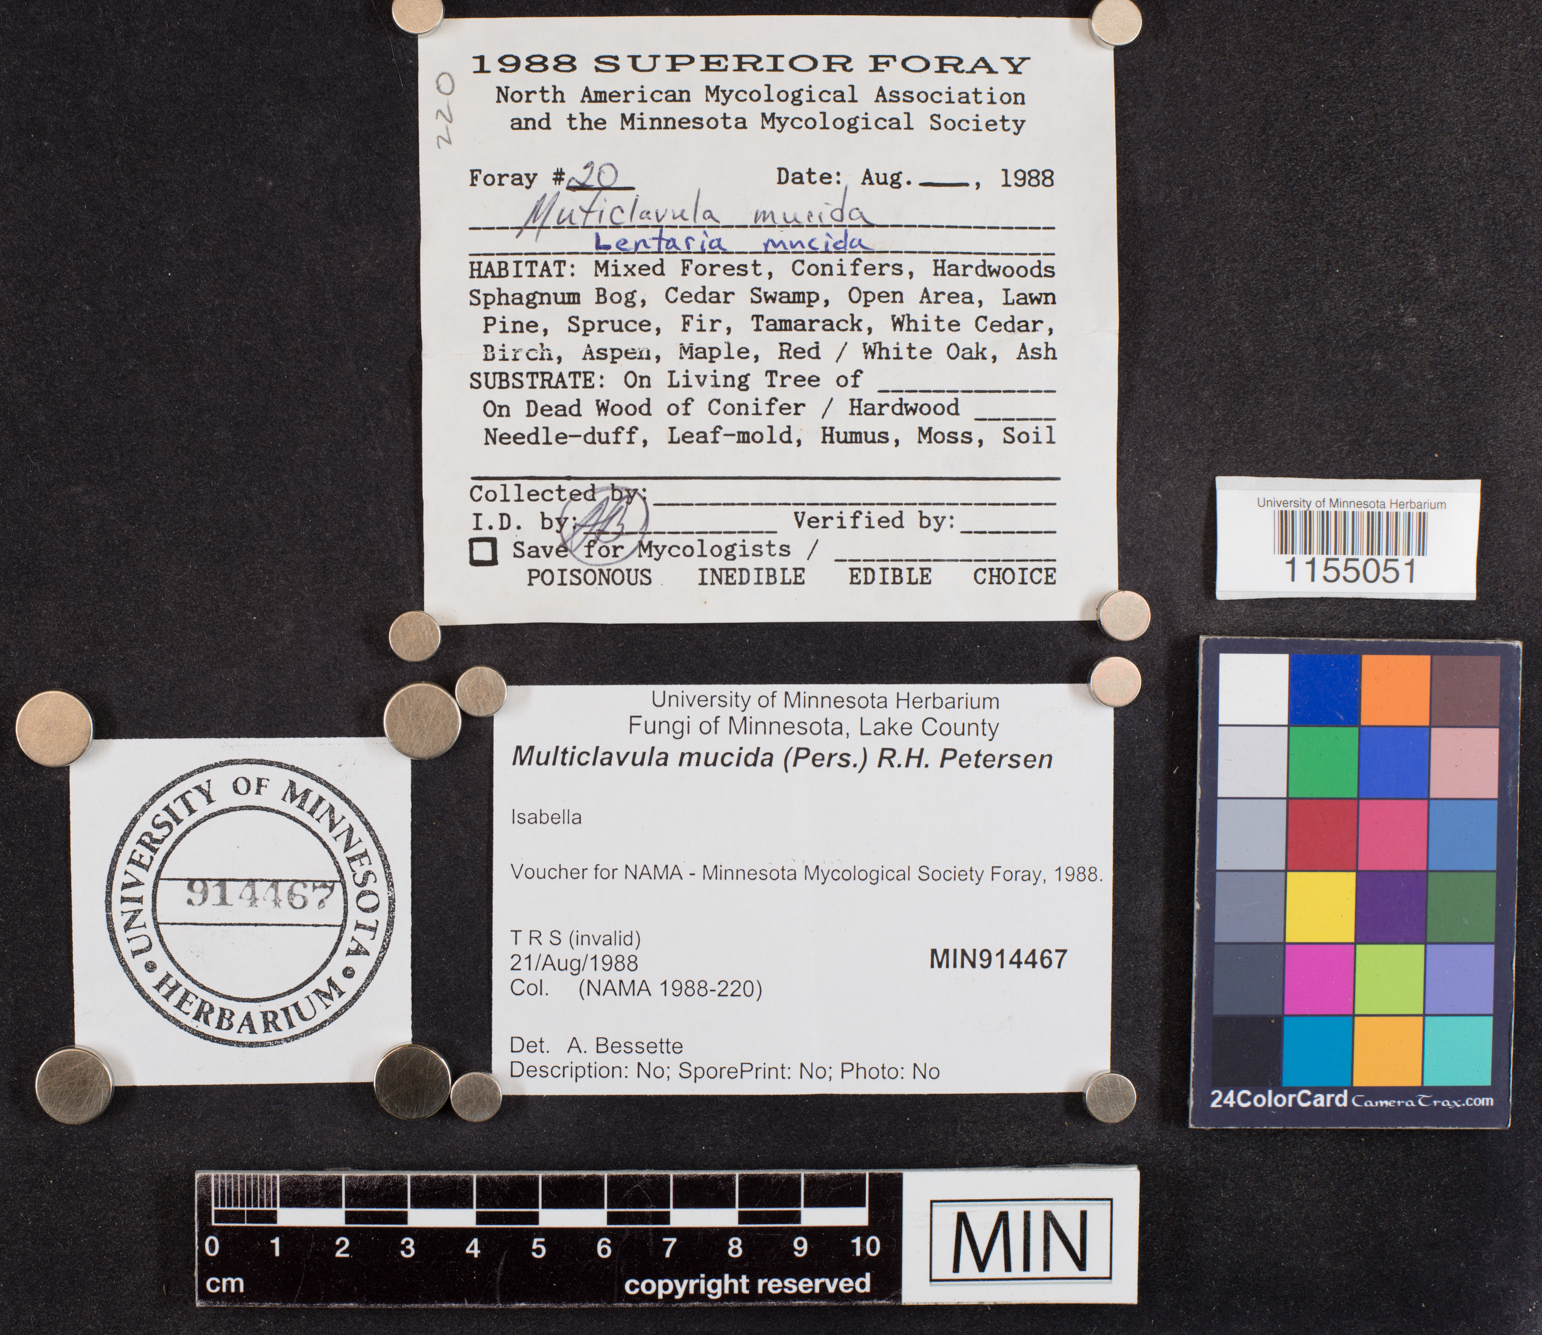 1988 SUPERIOR FORAY
North American Mycological Association
and the Minnesota Mycological Society
220
Foray #20 Date: Aug. ____, 1988
Muticlavula mucida
Lentaria mucida
HABITAT: Mixed Forest, Conifers, Hardwoods
Sphagnum Bog, Cedar Swamp, Open Area, Lawn
Pine, Spruce, Fir, Tamarack, White Cedar,
Birch, Aspen, Maple, Red / White Oak, Ash
SUBSTRATE: On Living Tree of ____
On Dead Wood of Conifer / Hardwood ____
Needle-duff, Leaf-mold, Humus, Moss, Soil
Collected by: ____
I.D. by: AB Verified by: ____
Save for Mycologists / ____
POISONOUS INEDIBLE EDIBLE CHOICE
University of Minnesota Herbarium
1155051
University of Minnesota Herbarium
Fungi of Minnesota, Lake County
Multiclavula mucida (Pers.) R.H. Petersen
Isabella
Voucher for NAMA - Minnesota Mycological Society Foray, 1988.
T R S (invalid)
21/Aug/1988
MIN914467
Col. (NAMA 1988-220)
Det. A. Bessette
Description: No; SporePrint: No; Photo: No
UNIVERSITY OF MINNESOTA
914467
HERBARIUM
24ColorCard CameraTrax.com
0 1 2 3 4 5 6 7 8 9 10
cm
copyright reserved
MIN